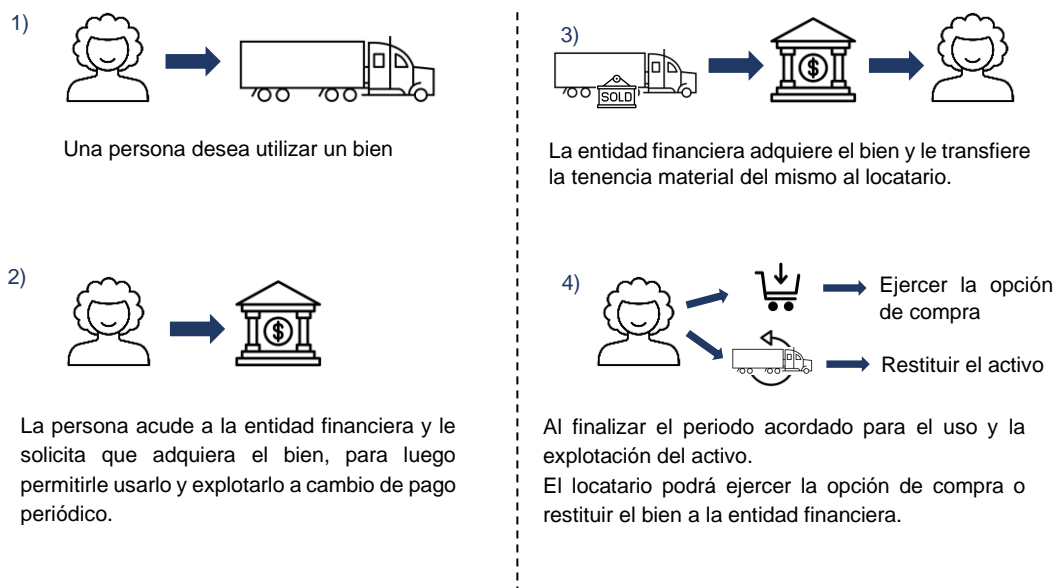 1)
Una persona desea utilizar un bien
2)
$
La persona acude a la entidad financiera y le
solicita que adquiera el bien, para luego
permitirle usarlo y explotarlo a cambio de pago
periódico.
3)
SOLD
$
La entidad financiera adquiere el bien y le transfiere
la tenencia material del mismo al locatario.
4)
Ejercer la opción
de compra
Restituir el activo
Al finalizar el periodo acordado para el uso y la
explotación del activo.
El locatario podrá ejercer la opción de compra o
restituir el bien a la entidad financiera.